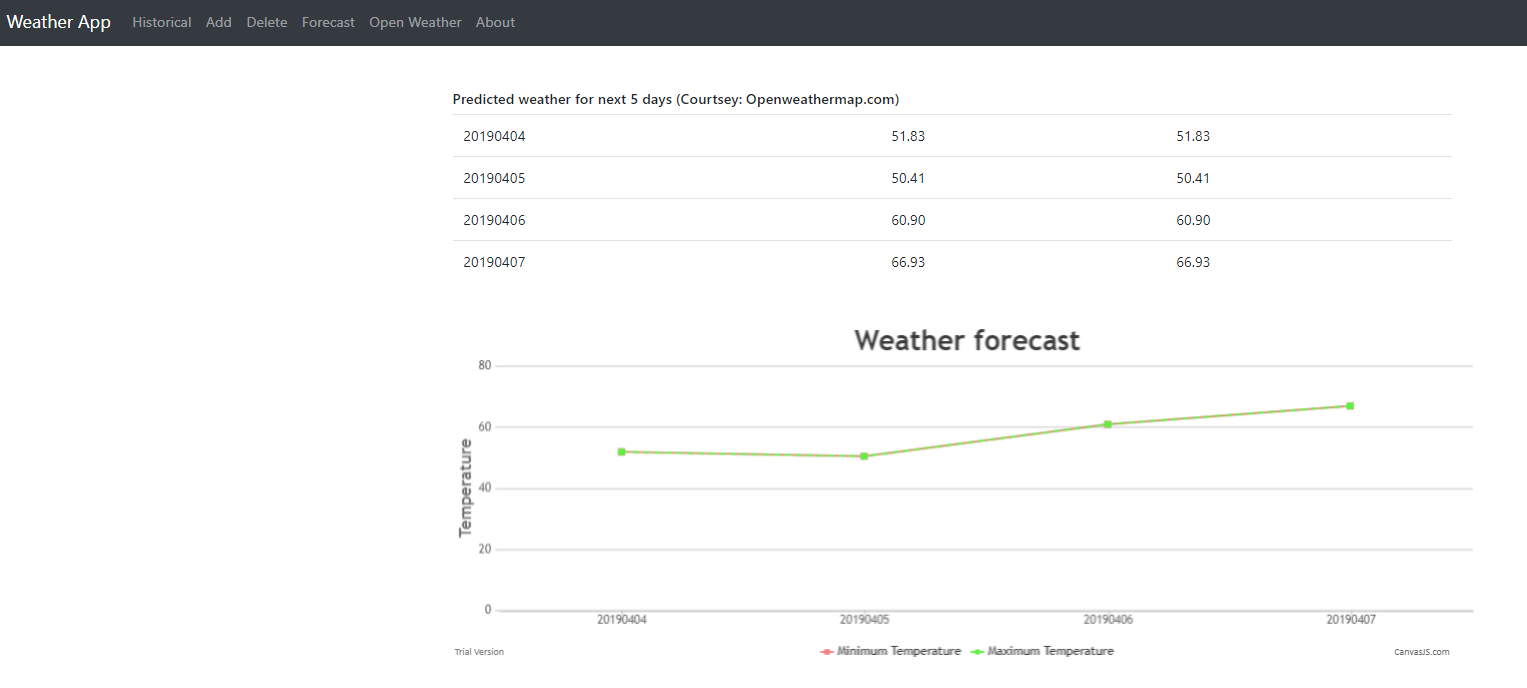 Weather App Historical Add Delete Forecast Open Weather About
Predicted weather for next 5 days (Courtsey: Openweathermap.com)
20190404 51.83 51.83
20190405 50.41 50.41
20190406 60.90 60.90
20190407 66.93 66.93
Weather forecast
80
60
40
20
0
Temperature
20190404 20190405 20190406 20190407
Trial Version Minimum Temperature Maximum Temperature CanvasJS.com